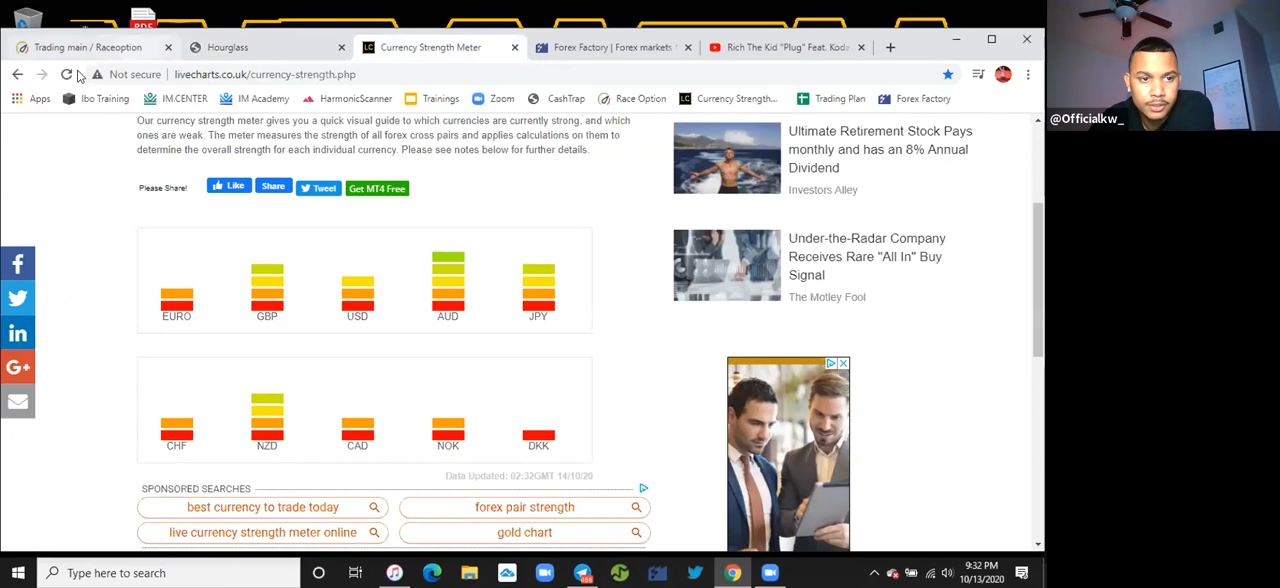 Trading main / Raceoption
Hourglass
Currency Strength Meter
Forex Factory | Forex markets
Rich The Kid "Plug" Feat. Koda
Not secure
livecharts.co.uk/currency-strength.php
Apps
Ibo Training
IM.CENTER
IM Academy
HarmonicScanner
Trainings
Zoom
CashTrap
Race Option
Currency Strength...
Trading Plan
Forex Factory
@Officialkw_
Our currency strength meter gives you a quick visual guide to which currencies are currently strong, and which
ones are weak. The meter measures the strength of all forex cross pairs and applies calculations on them to
determine the overall strength for each individual currency. Please see notes below for further details.
Please Share!
Like
Share
Tweet
Get MT4 Free
Ultimate Retirement Stock Pays
monthly and has an 8% Annual
Dividend
Investors Alley
Under-the-Radar Company
Receives Rare "All In" Buy
Signal
The Motley Fool
EURO
GBP
USD
AUD
JPY
CHF
NZD
CAD
NOK
DKK
Data Updated: 02:32GMT 14/10/20
SPONSORED SEARCHES
best currency to trade today
forex pair strength
live currency strength meter online
gold chart
Type here to search
9:32 PM
10/13/2020